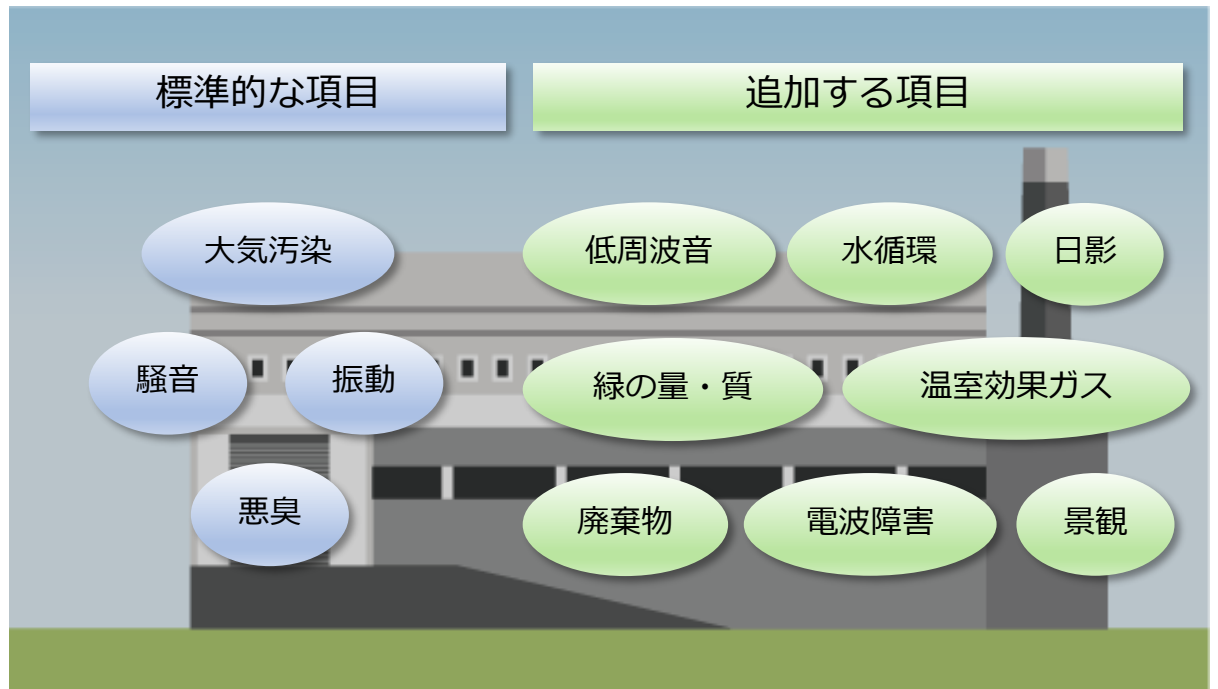 標準的な項目
追加する項目
大気汚染
低周波音
水循環
日影
騒音
振動
緑の量・質
温室効果ガス
悪臭
廃棄物
電波障害
景観